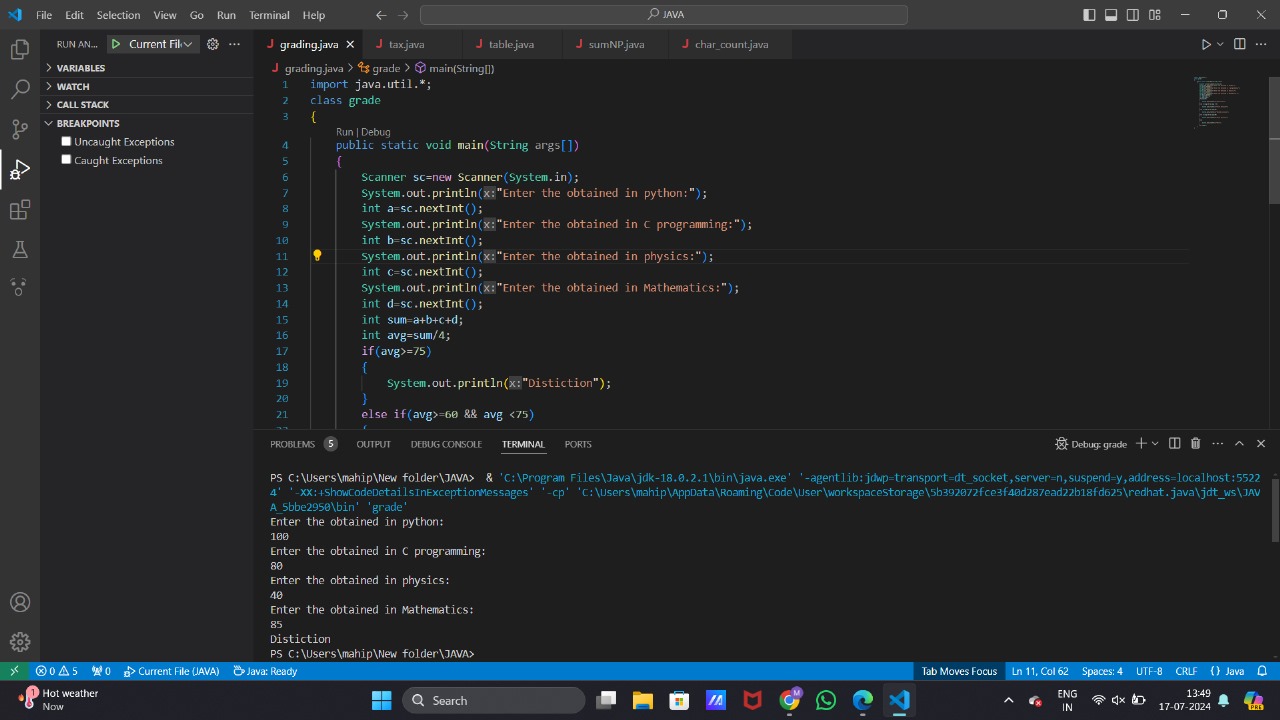 File Edit Selection View Go Run Terminal Help JAVA
RUN AN... Current Fil
VARIABLES
WATCH
CALL STACK
BREAKPOINTS
Uncaught Exceptions
Caught Exceptions
grading.java tax.java table.java sumNP.java char_count.java
grading.java > grade > main(String[])
1 import java.util.*;
2 class grade
3 {
Run | Debug
4 public static void main(String args[])
5 {
6 Scanner sc=new Scanner(System.in);
7 System.out.println(x:"Enter the obtained in python:");
8 int a=sc.nextInt();
9 System.out.println(x:"Enter the obtained in C programming:");
10 int b=sc.nextInt();
11 System.out.println(x:"Enter the obtained in physics:");
12 int c=sc.nextInt();
13 System.out.println(x:"Enter the obtained in Mathematics:");
14 int d=sc.nextInt();
15 int sum=a+b+c+d;
16 int avg=sum/4;
17 if(avg>=75)
18 {
19 System.out.println(x:"Distiction");
20 }
21 else if(avg>=60 && avg <75)
PROBLEMS 5 OUTPUT DEBUG CONSOLE TERMINAL PORTS Debug: grade
PS C:\Users\mahip\New folder\JAVA> & 'C:\Program Files\Java\jdk-18.0.2.1\bin\java.exe' '-agentlib:jdwp=transport=dt_socket,server=n,suspend=y,address=localhost:5522
4' '-XX:+ShowCodeDetailsInExceptionMessages' '-cp' 'C:\Users\mahip\AppData\Roaming\Code\User\workspaceStorage\5b392072fce3f40d287ead22b18fd625\redhat.java\jdt_ws\JAV
A_5bbe2950\bin' 'grade'
Enter the obtained in python:
100
Enter the obtained in C programming:
80
Enter the obtained in physics:
40
Enter the obtained in Mathematics:
85
Distiction
PS C:\Users\mahip\New folder\JAVA>
0 5 0 Current File (JAVA) Java: Ready Tab Moves Focus Ln 11, Col 62 Spaces: 4 UTF-8 CRLF {} Java
1 Hot weather
Now
Search
M
ENG
IN
13:49
17-07-2024
PRE